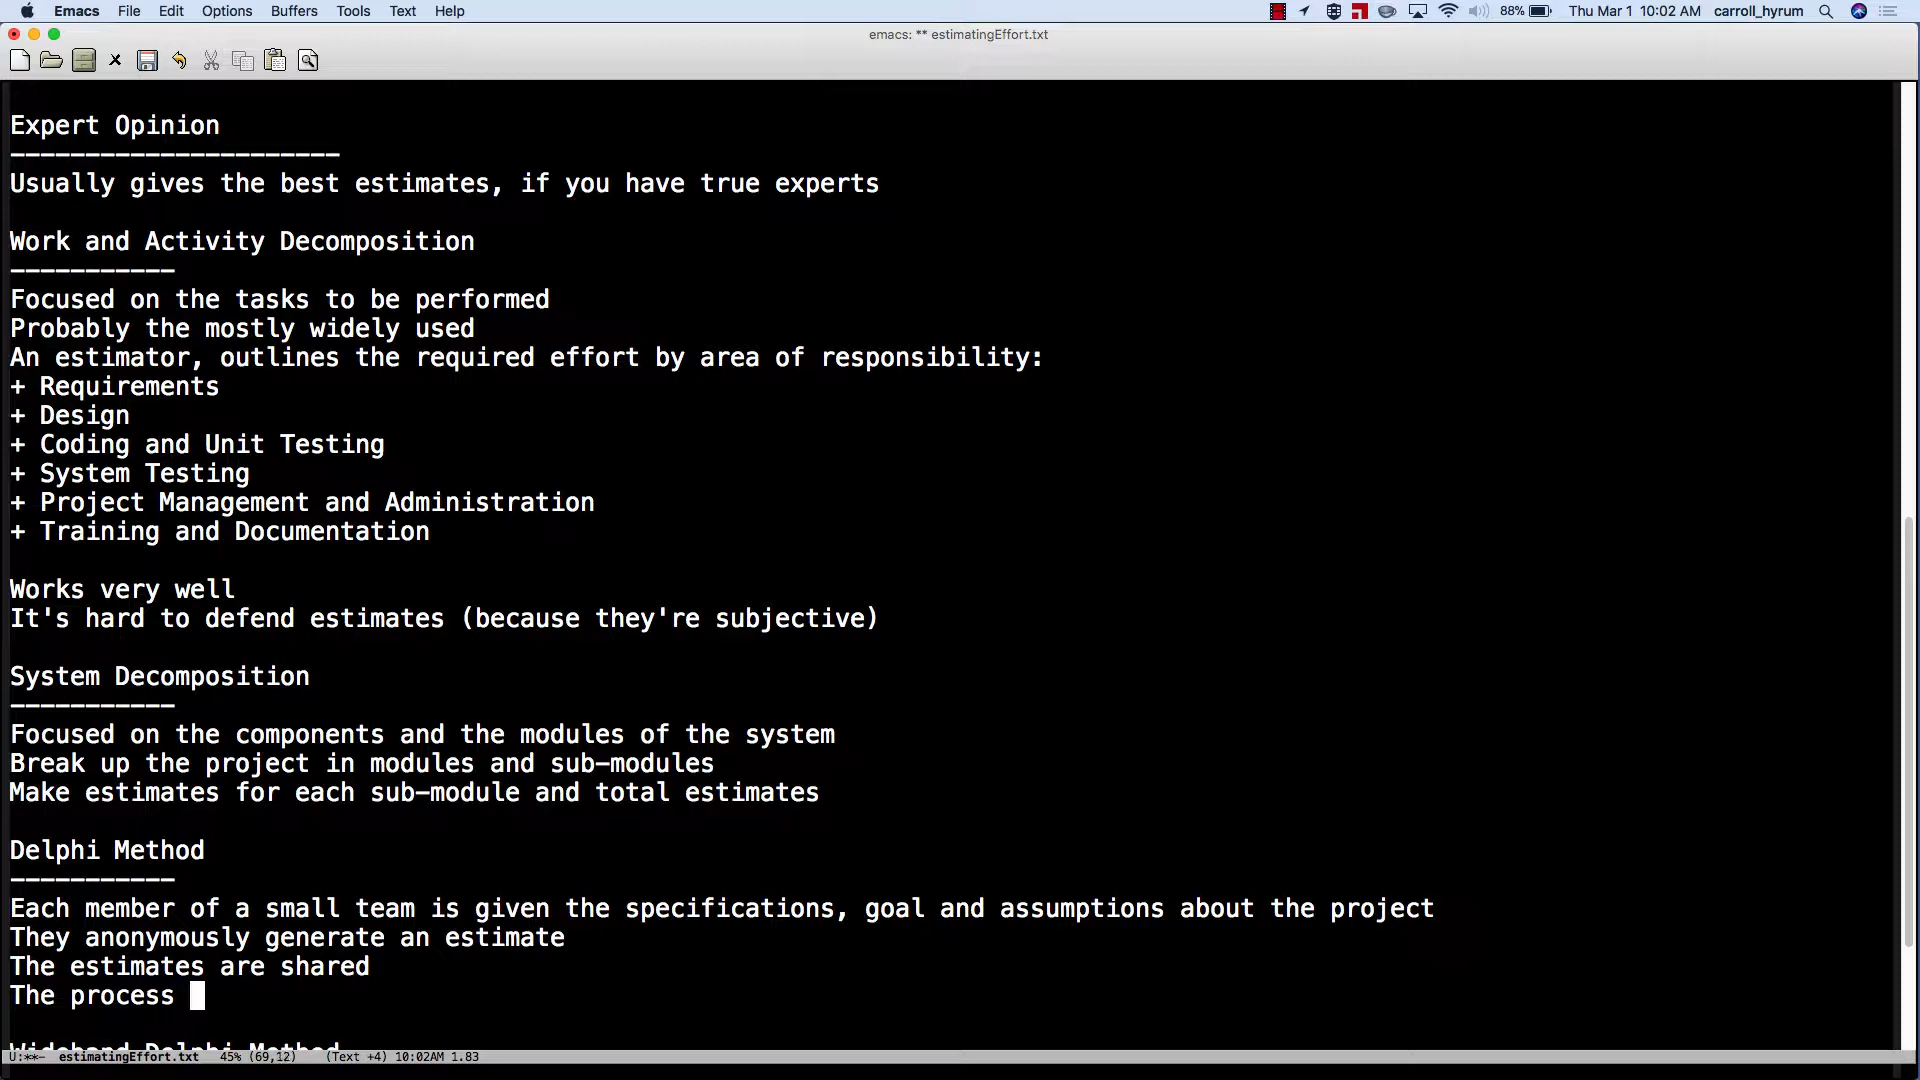 Emacs File Edit Options Buffers Tools Text Help 88% Thu Mar 1 10:02 AM carroll_hyrum
emacs: ** estimatingEffort.txt
Expert Opinion
----------------------
Usually gives the best estimates, if you have true experts
Work and Activity Decomposition
-----------
Focused on the tasks to be performed
Probably the mostly widely used
An estimator, outlines the required effort by area of responsibility:
+ Requirements
+ Design
+ Coding and Unit Testing
+ System Testing
+ Project Management and Administration
+ Training and Documentation
Works very well
It's hard to defend estimates (because they're subjective)
System Decomposition
-----------
Focused on the components and the modules of the system
Break up the project in modules and sub-modules
Make estimates for each sub-module and total estimates
Delphi Method
-----------
Each member of a small team is given the specifications, goal and assumptions about the project
They anonymously generate an estimate
The estimates are shared
The process
Wideband Delphi Method
U:**- estimatingEffort.txt 45% (69,12) (Text +4) 10:02AM 1.83